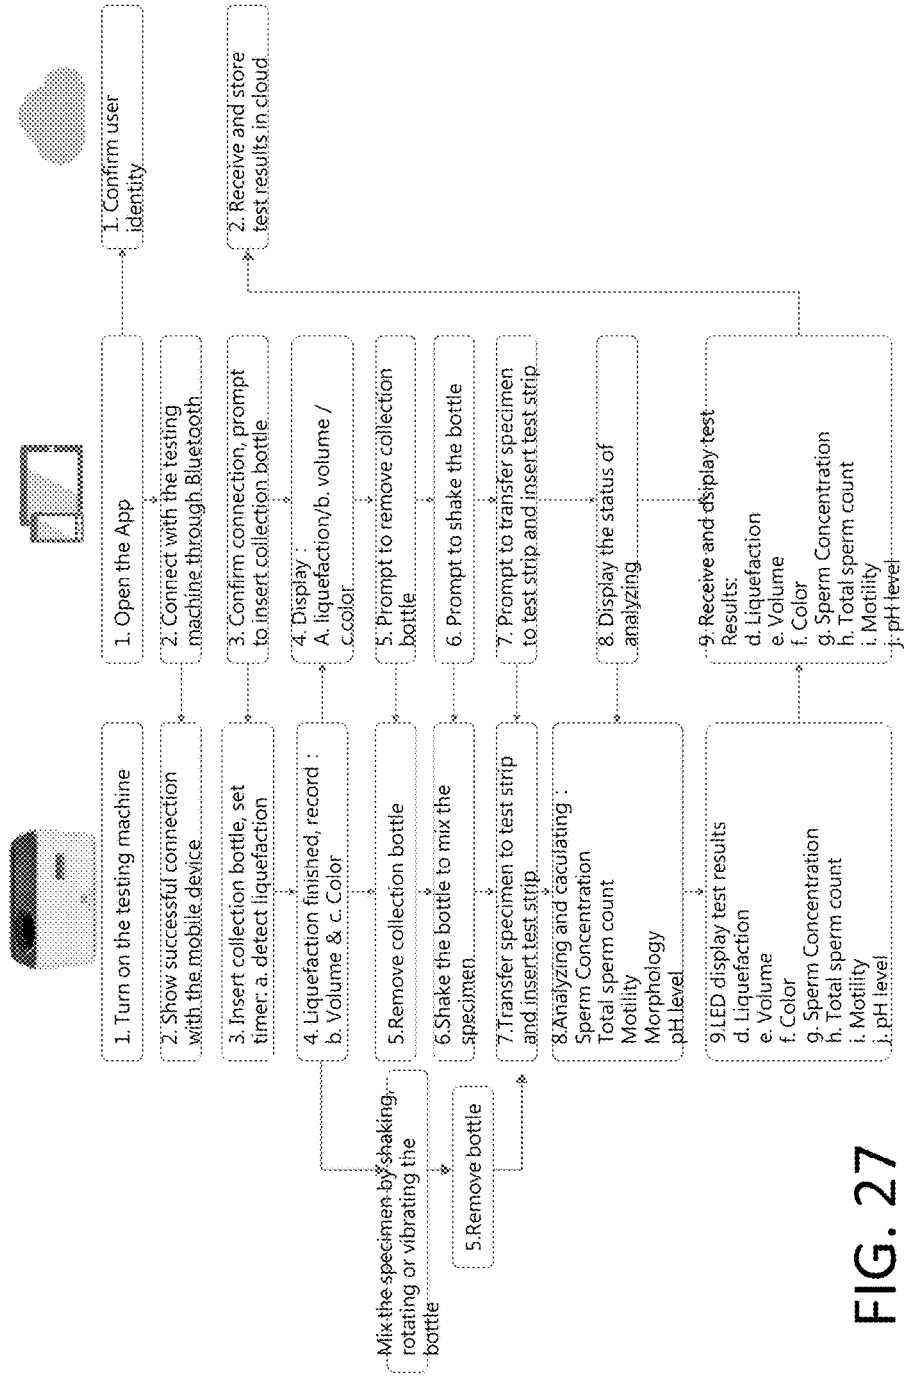 1. Turn on the testing machine
2. Show successful connection
with the mobile device
3. Insert collection bottle, set
timer. a. detect liquefaction
4. Liquefaction finished, record :
b. Volume & c. Color
5.Remove collection bottle
6.Shake the bottle to mix the
specimen
7.Transfer specimen to test strip
and insert test strip
8.Analyzing and caculating :
Sperm Concentration
Total sperm count
Motility
Morphology
pH level
9.LED display test results
d. Liquefaction
e. Volume
f. Color
g. Sperm Concentration
h. Total sperm count
i. Motility
j. pH level
Mix the specimen by shaking,
rotating or vibrating the
bottle
5.Remove bottle
1. Open the App
2. Connect with the testing
machine through Bluetooth
3. Confirm connection, prompt
to insert collection bottle
4. Display :
A. liquefaction/b. volume /
c.color
5. Prompt to remove collection
bottle
6. Prompt to shake the bottle
7. Prompt to transfer specimen
to test strip and insert test strip
8. Display the status of
analyzing
9. Receive and dsiplay test
Results:
d. Liquefaction
e. Volume
f. Color
g. Sperm Concentration
h. Total sperm count
i. Motility
j. pH level
1. Confirm user
identity
2. Receive and store
test results in cloud
FIG. 27